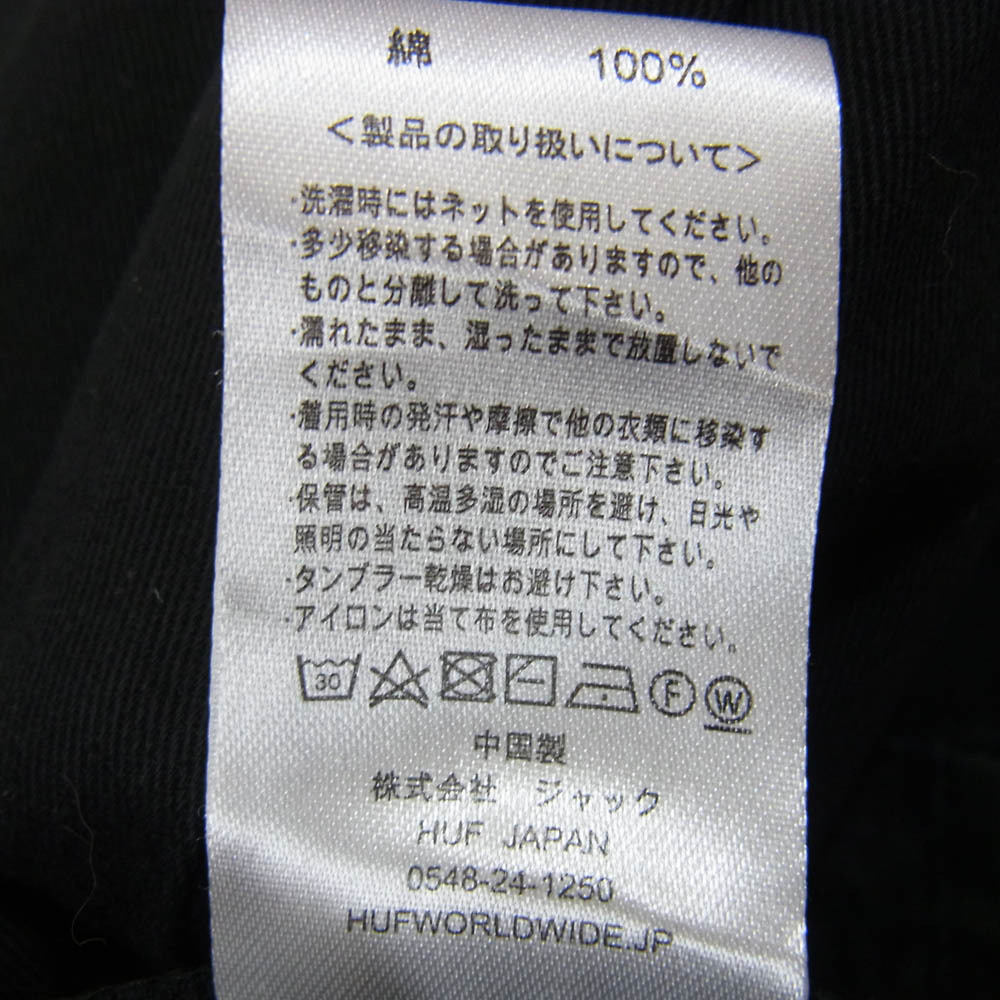 綿 100%
<製品の取り扱いについて>
·洗濯時にはネットを使用してください。
·多少移染する場合がありますので、他の
ものと分離して洗って下さい。
·濡れたまま、湿ったままで放置しないで
ください。
·着用時の発汗や摩擦で他の衣類に移染す
る場合がありますのでご注意下さい。
·保管は、高温多湿の場所を避け、日光や
照明の当たらない場所にして下さい。
·タンブラー乾燥はお避け下さい。
·アイロンは当て布を使用してください。
30 F W
中国製
株式会社 ジャック
HUF JAPAN
0548-24-1250
HUFWORLDWIDE.JP